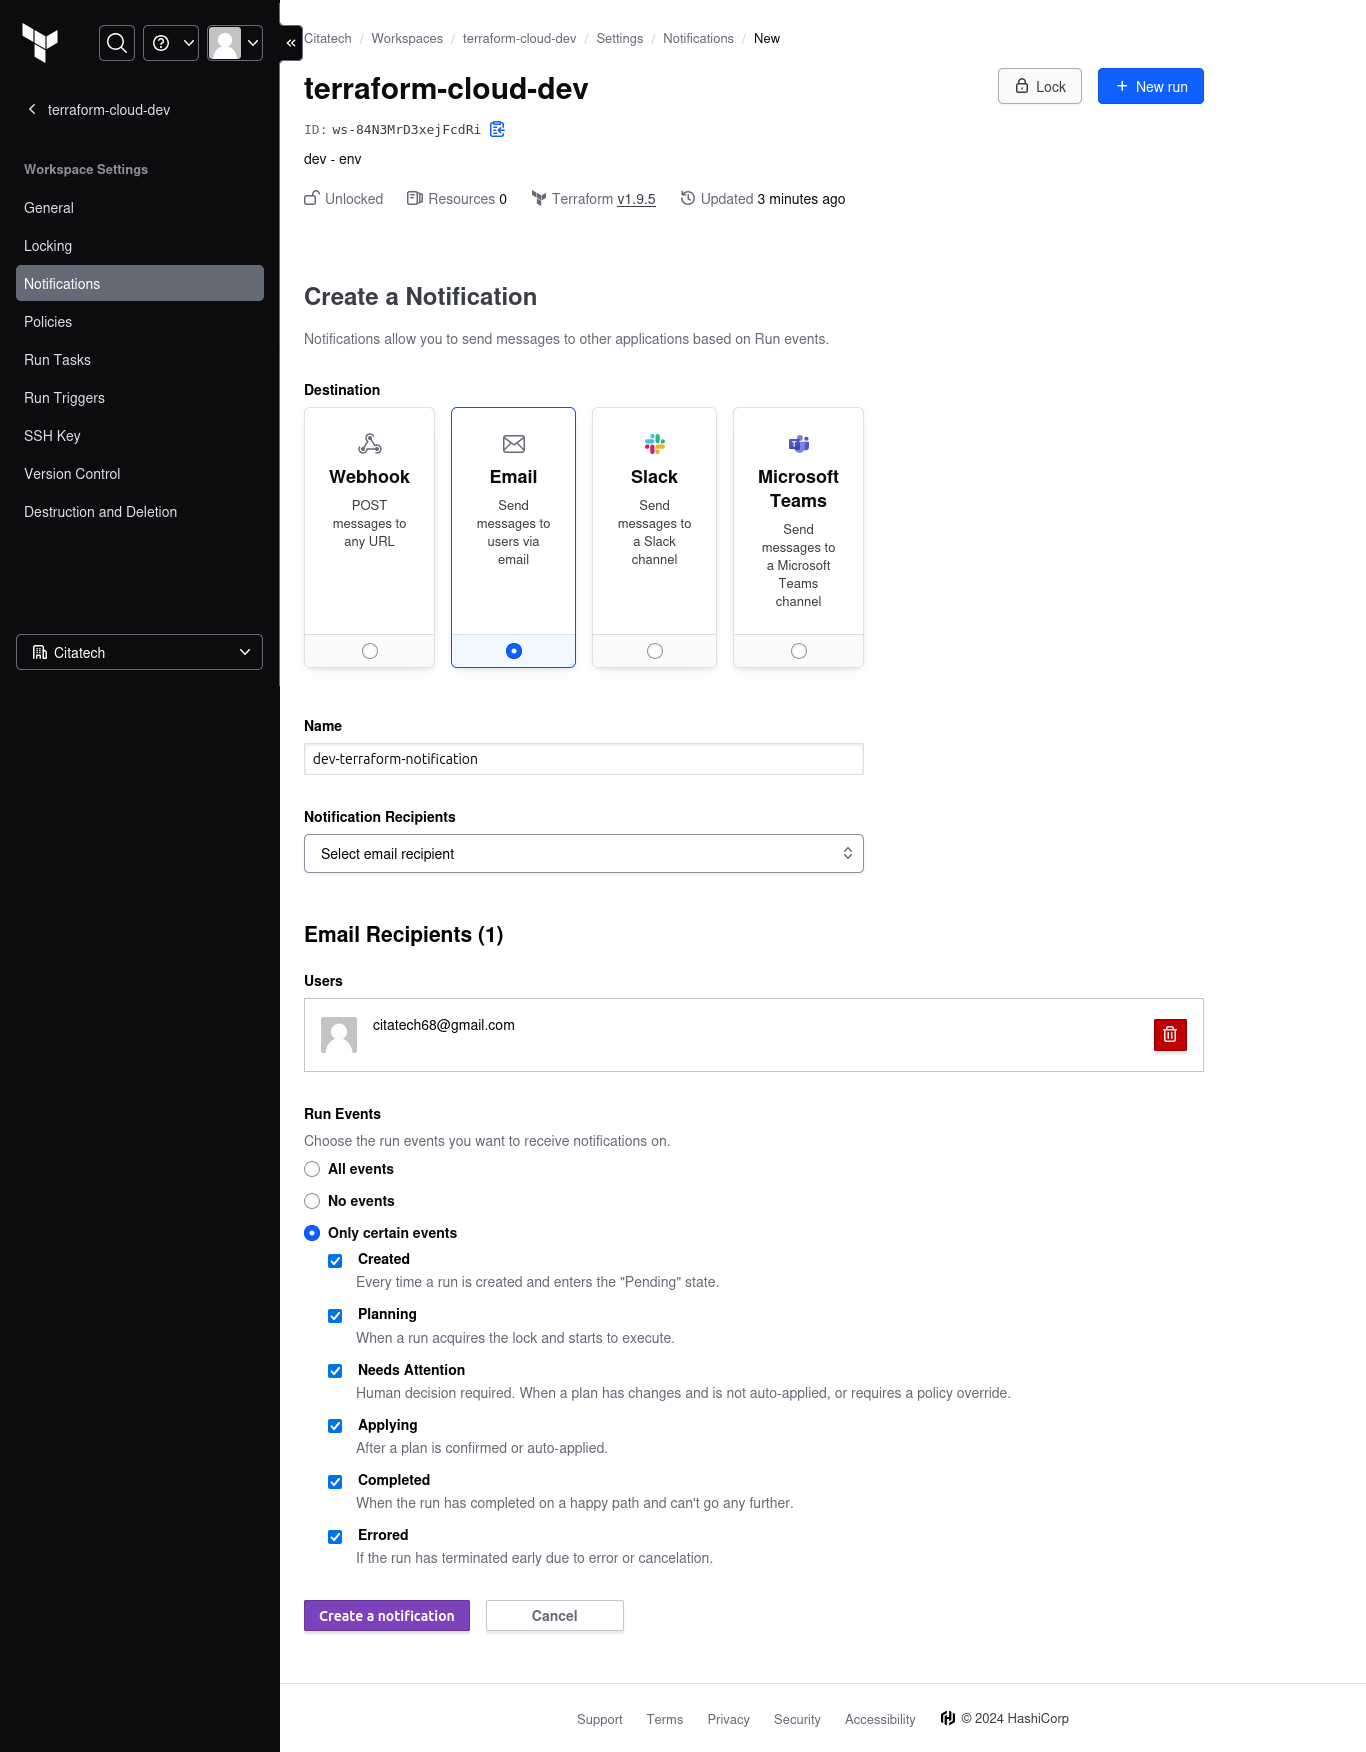 terraform-cloud-dev
Workspace Settings
General
Locking
Notifications
Policies
Run Tasks
Run Triggers
SSH Key
Version Control
Destruction and Deletion
Citatech
Citatech / Workspaces / terraform-cloud-dev / Settings / Notifications / New
terraform-cloud-dev
Lock
+ New run
ID: ws-84N3MrD3xejFcdRi
dev - env
Unlocked Resources 0 Terraform v1.9.5 Updated 3 minutes ago
Create a Notification
Notifications allow you to send messages to other applications based on Run events.
Destination
Webhook
POST
messages to
any URL
Email
Send
messages to
users via
email
Slack
Send
messages to
a Slack
channel
Microsoft
Teams
Send
messages to
a Microsoft
Teams
channel
Name
dev-terraform-notification
Notification Recipients
Select email recipient
Email Recipients (1)
Users
citatech68@gmail.com
Run Events
Choose the run events you want to receive notifications on.
All events
No events
Only certain events
Created
Every time a run is created and enters the "Pending" state.
Planning
When a run acquires the lock and starts to execute.
Needs Attention
Human decision required. When a plan has changes and is not auto-applied, or requires a policy override.
Applying
After a plan is confirmed or auto-applied.
Completed
When the run has completed on a happy path and can't go any further.
Errored
If the run has terminated early due to error or cancelation.
Create a notification Cancel
Support Terms Privacy Security Accessibility © 2024 HashiCorp